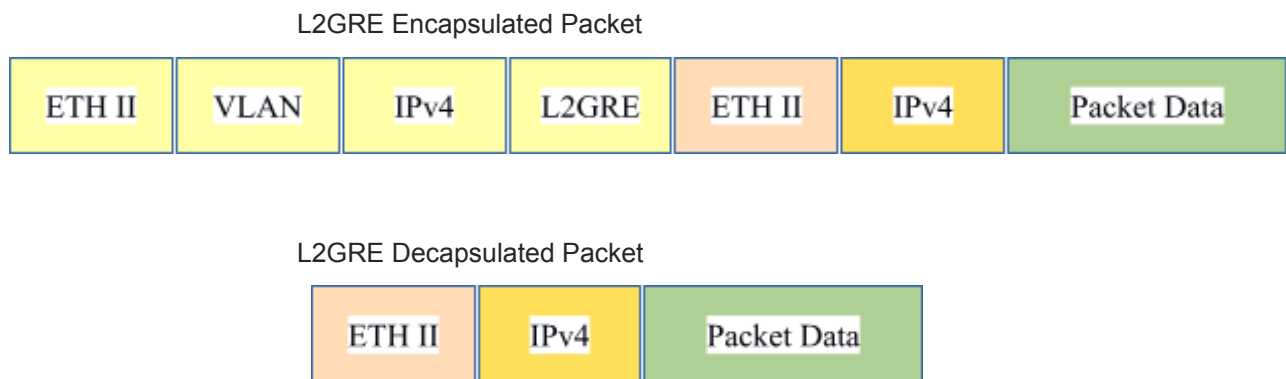 L2GRE Encapsulated Packet
ETH II VLAN IPv4 L2GRE ETH II IPv4 Packet Data
L2GRE Decapsulated Packet
ETH II IPv4 Packet Data